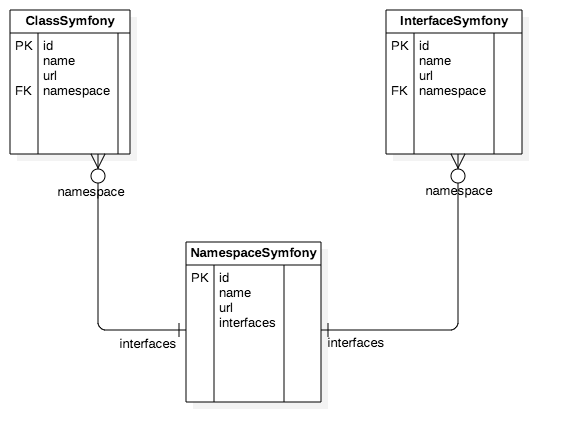 ClassSymfony
PK id
name
url
FK namespace
InterfaceSymfony
PK id
name
url
FK namespace
namespace
namespace
NamespaceSymfony
PK id
name
url
interfaces
interfaces
interfaces